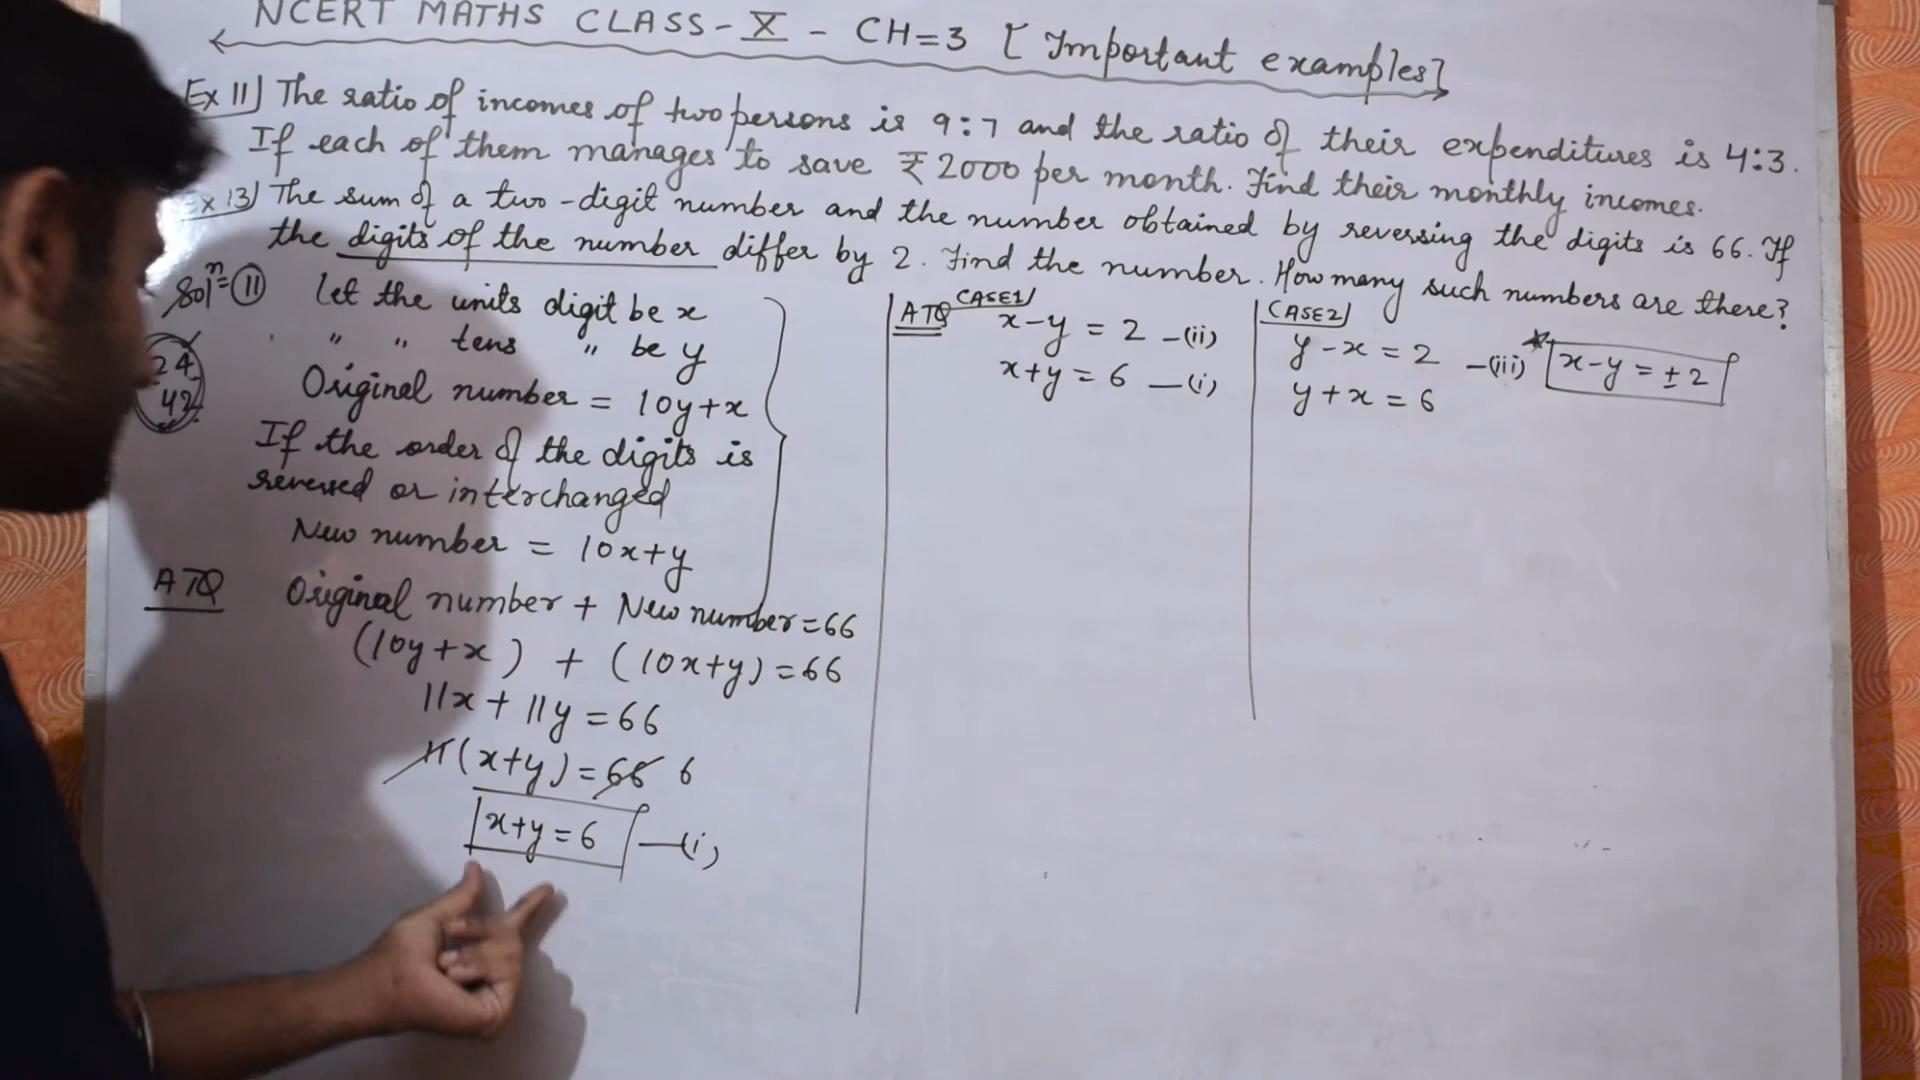 NCERT MATHS CLASS-X - CH=3 [Important examples]
Ex 11) The ratio of incomes of two persons is 9:7 and the ratio of their expenditures is 4:3.
If each of them manages to save ₹2000 per month. Find their monthly incomes.
Ex 13) The sum of a two-digit number and the number obtained by reversing the digits is 66. If
the digits of the number differ by 2. Find the number. How many such numbers are there?
Solⁿ= (11) Let the units digit be x
" " tens " be y
24
42
Original number = 10y+x
If the order of the digits is
reversed or interchanged
New number = 10x+y
ATQ Original number + New number=66
(10y+x) + (10x+y)=66
11x + 11y = 66
11(x+y)=66 6
x+y=6 —(i)
ATQ CASE1)
x-y = 2 —(ii)
x+y = 6 —(i)
CASE2)
y-x = 2 —(iii)
y+x = 6
x-y = ±2